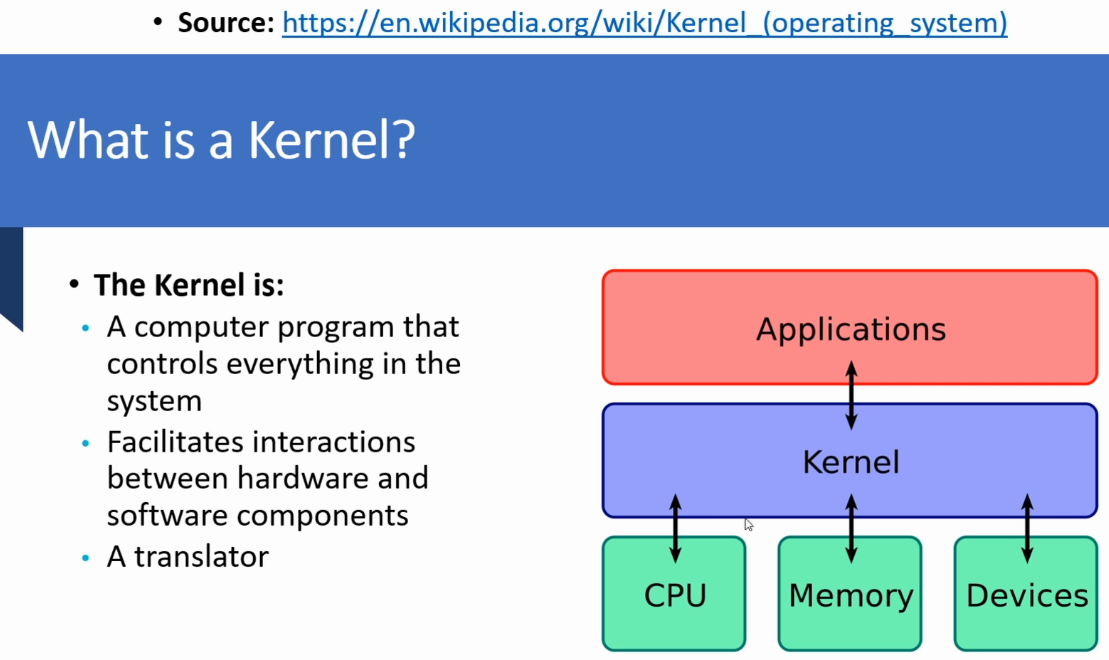 • Source: https://en.wikipedia.org/wiki/Kernel_(operating_system)
What is a Kernel?
• The Kernel is:
• A computer program that
controls everything in the
system
• Facilitates interactions
between hardware and
software components
• A translator
Applications
Kernel
CPU
Memory
Devices